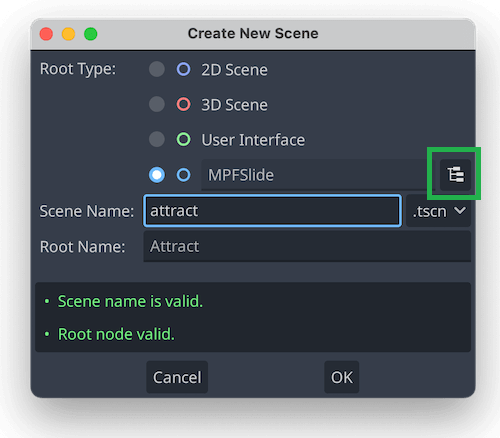 Create New Scene
Root Type:
2D Scene
3D Scene
User Interface
MPFSlide
Scene Name: attract .tscn
Root Name: Attract
• Scene name is valid.
• Root node valid.
Cancel OK